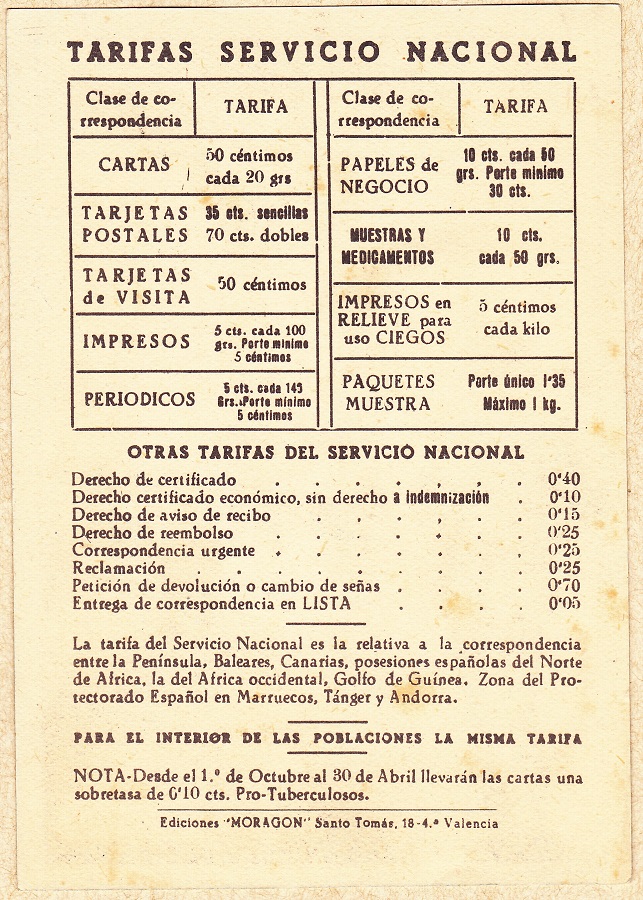 TARIFAS SERVICIO NACIONAL
Clase de co-
rrespondencia
TARIFA
CARTAS
50 céntimos
cada 20 grs
TARJETAS
POSTALES
35 cts. sencillas
70 cts. dobles
TARJETAS
de VISITA
50 céntimos
IMPRESOS
5 cts. cada 100
grs. Porte minimo
5 céntimos
PERIODICOS
5 cts. cada 145
Grs. Porte mínimo
5 céntimos
Clase de co-
rrespondencia
TARIFA
PAPELES de
NEGOCIO
10 cts. cada 50
grs. Porte minimo
30 cts.
MUESTRAS Y
MEDICAMENTOS
10 cts.
cada 50 grs.
IMPRESOS en
RELIEVE para
uso CIEGOS
5 céntimos
cada kilo
PAQUETES
MUESTRA
Porte único 1'35
Máximo 1 kg.
OTRAS TARIFAS DEL SERVICIO NACIONAL
Derecho de certificado . . . . . . . 0'40
Derecho certificado económico, sin derecho a indemnización . 0'10
Derecho de aviso de recibo . . . . . 0'15
Derecho de reembolso . . . . . . 0'25
Correspondencia urgente . . . . . . . 0'25
Reclamación . . . . . . . . . 0'25
Petición de devolución o cambio de señas . . . . 0'70
Entrega de correspondencia en LISTA . . . . 0'05
La tarifa del Servicio Nacional es la relativa a la correspondencia
entre la Península, Baleares, Canarias, posesiones españolas del Norte
de Africa, la del Africa occidental, Golfo de Guínea. Zona del Pro-
tectorado Español en Marruecos, Tánger y Andorra.
PARA EL INTERIOR DE LAS POBLACIONES LA MISMA TARIFA
NOTA-Desde el 1.º de Octubre al 30 de Abril llevarán las cartas una
sobretasa de 0'10 cts. Pro-Tuberculosos.
Ediciones "MORAGON" Santo Tomás, 18-4.ª Valencia